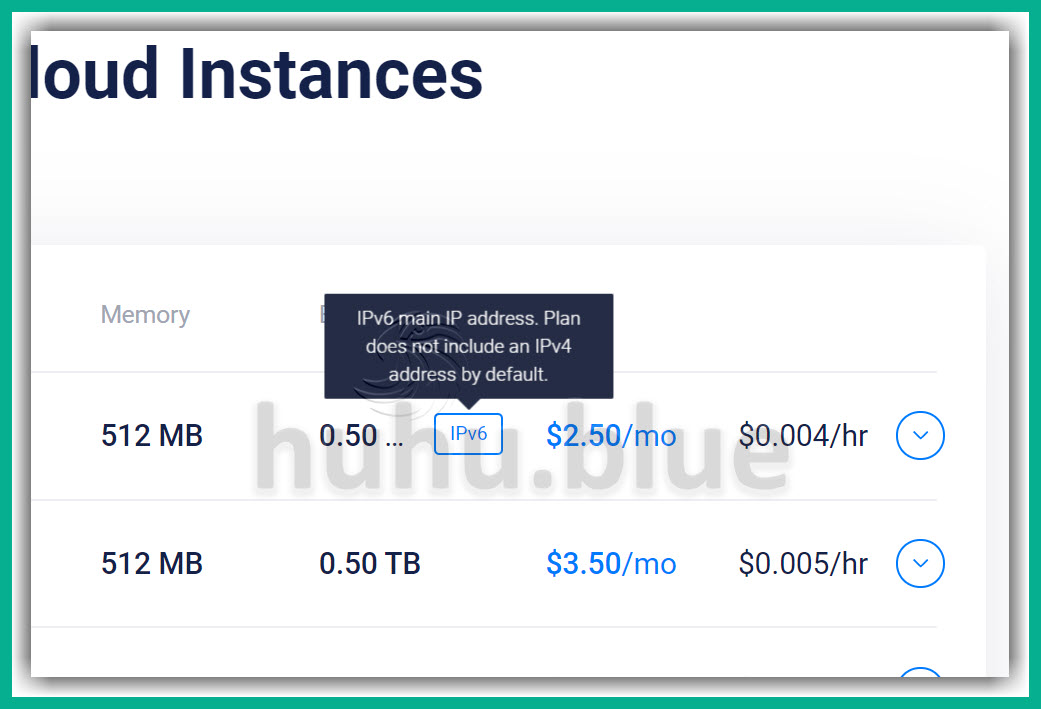 loud Instances
Memory
IPv6 main IP address. Plan
does not include an IPv4
address by default.
512 MB 0.50 ... IPv6 $2.50/mo $0.004/hr
huhu.blue
512 MB 0.50 TB $3.50/mo $0.005/hr